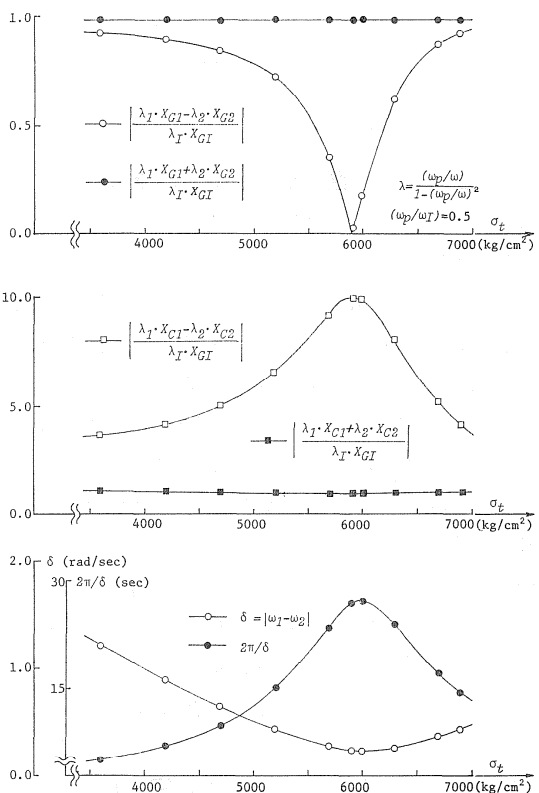 1.0
0.5
0.0
| λ1·XG1−λ2·XG2 / λI·XGI |
| λ1·XG1+λ2·XG2 / λI·XGI |
λ= (ωp/ω) / 1−(ωp/ω)2
(ωp/ωI)=0.5
σt
4000 5000 6000 7000 (kg/cm2)
10.0
5.0
0.0
| λ1·XC1−λ2·XC2 / λI·XGI |
| λ1·XC1+λ2·XC2 / λI·XGI |
σt
4000 5000 6000 7000 (kg/cm2)
2.0 δ (rad/sec)
30 2π/δ (sec)
δ =|ω1−ω2|
2π/δ
1.0
15
0.0
σt
4000 5000 6000 7000 (kg/cm2)